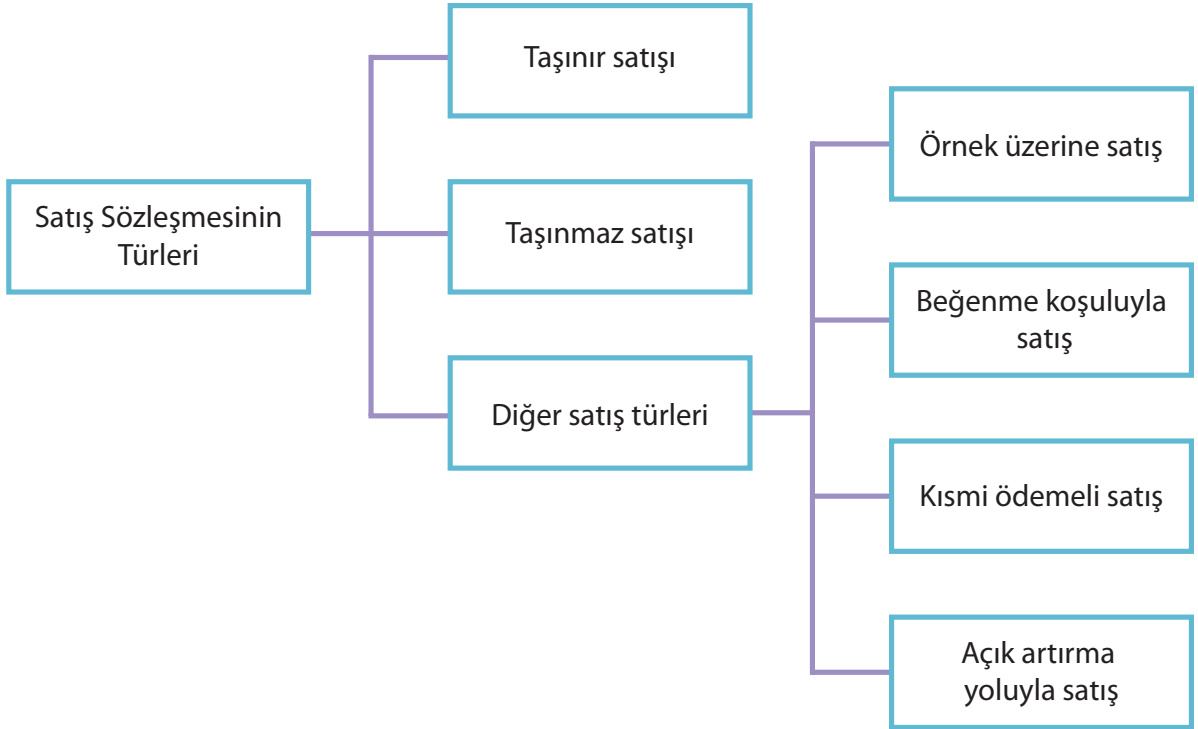 Satış Sözleşmesinin
Türleri
Taşınır satışı
Taşınmaz satışı
Diğer satış türleri
Örnek üzerine satış
Beğenme koşuluyla
satış
Kısmi ödemeli satış
Açık artırma
yoluyla satış